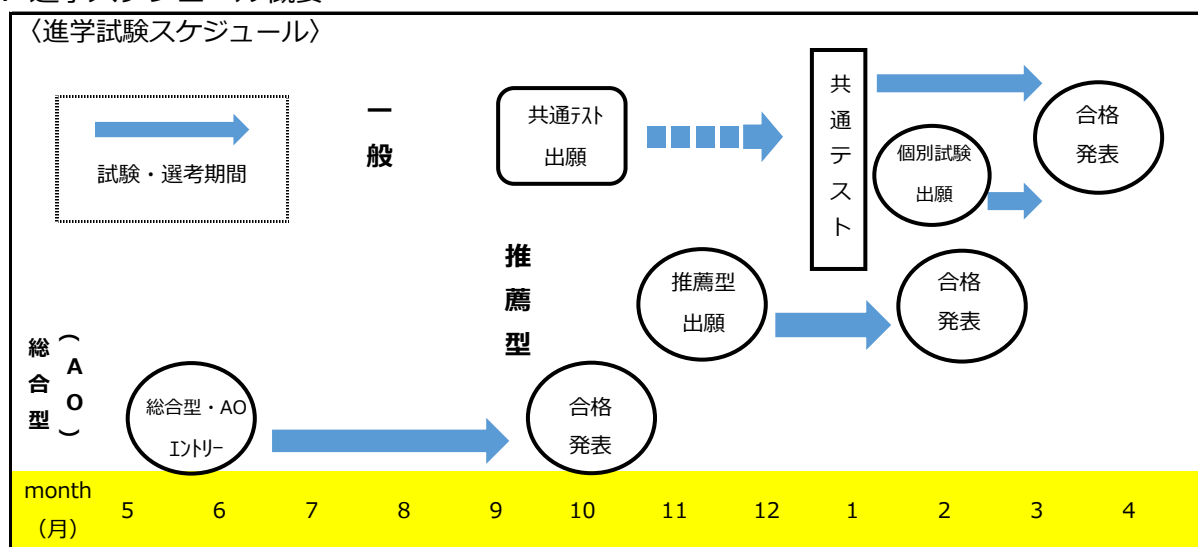 〈進学試験スケジュール〉
試験・選考期間
一般
共通ﾃｽﾄ
出願
共通テスト
個別試験
出願
合格
発表
推薦型
推薦型
出願
合格
発表
総合型
（AO）
総合型・AO
ｴﾝﾄﾘｰ
合格
発表
month
（月）
5 6 7 8 9 10 11 12 1 2 3 4